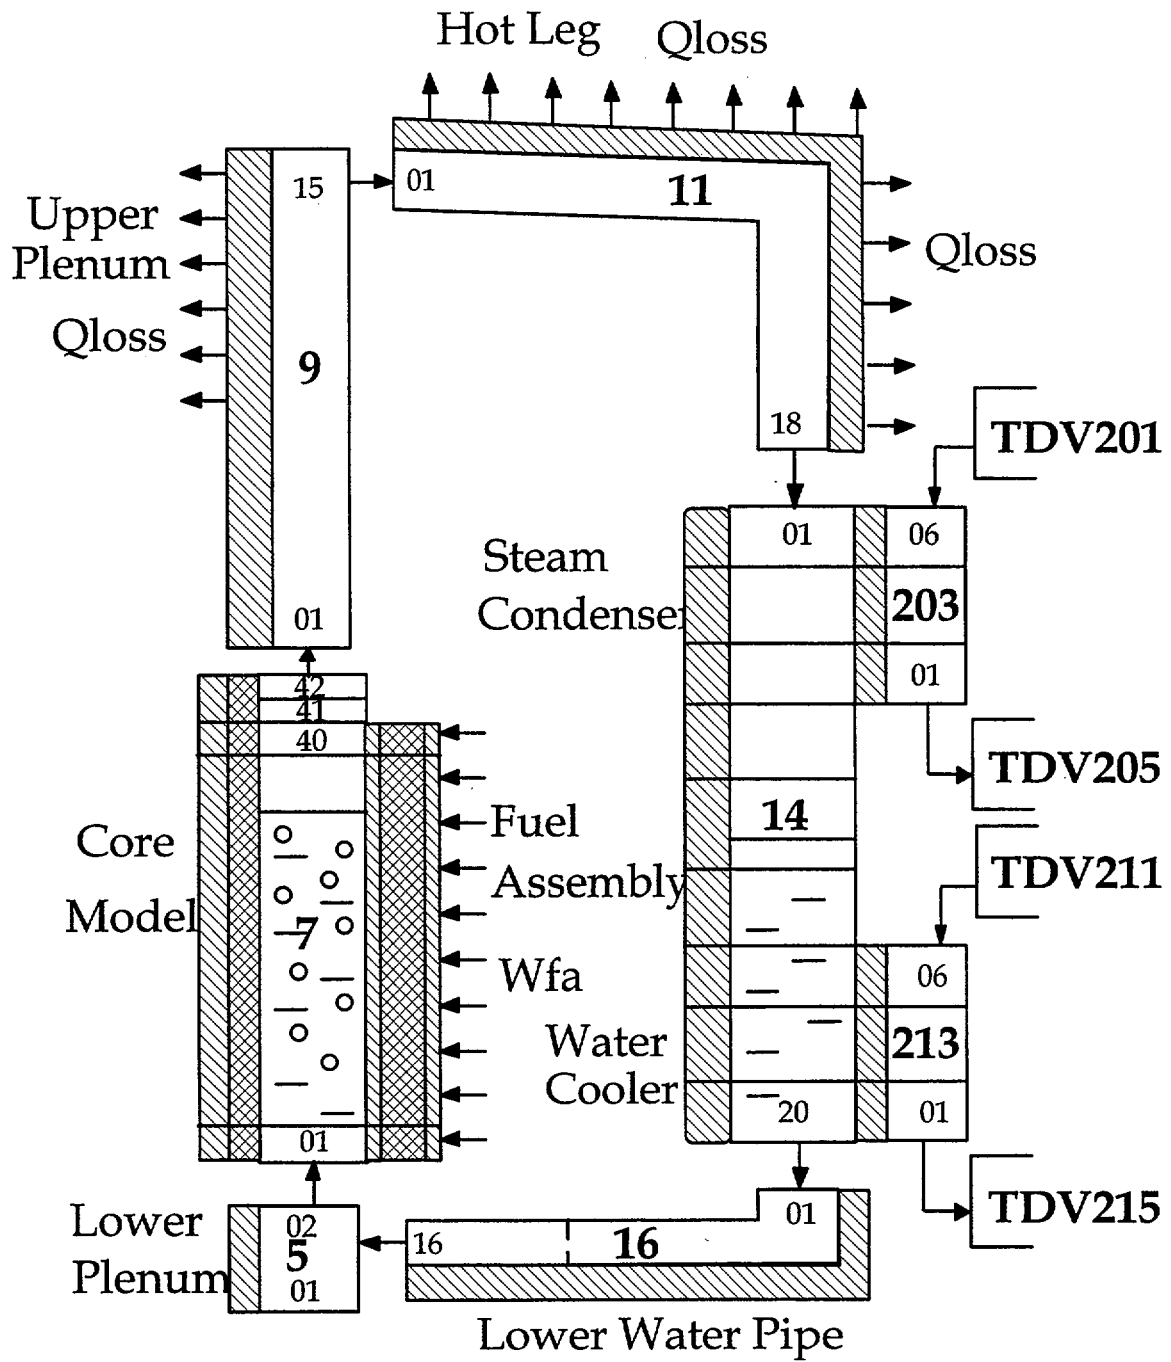 Hot Leg
Qloss
15
01
11
Upper
Plenum
Qloss
Qloss
9
18
TDV201
01
06
Steam
Condenser
203
01
01
42
41
40
TDV205
14
Core
Model
Fuel
Assembly
TDV211
7
Wfa
06
Water
Cooler
213
20
01
01
Lower
Plenum
02
5
01
16
16
01
TDV215
Lower Water Pipe